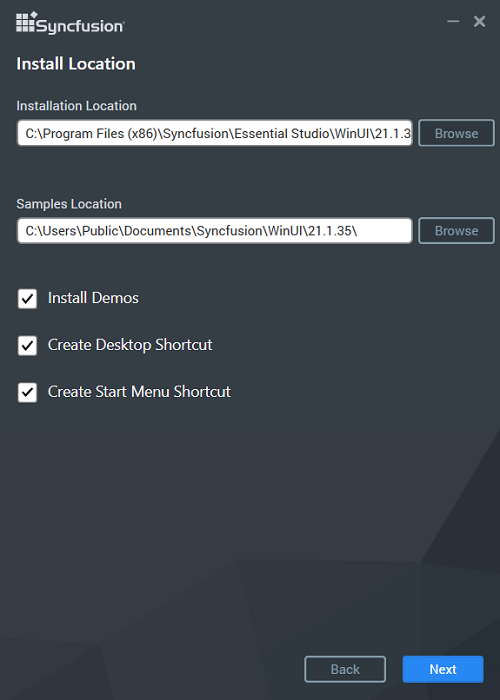 Syncfusion
Install Location
Installation Location
C:\Program Files (x86)\Syncfusion\Essential Studio\WinUI\21.1.3
Browse
Samples Location
C:\Users\Public\Documents\Syncfusion\WinUI\21.1.35\
Browse
Install Demos
Create Desktop Shortcut
Create Start Menu Shortcut
Back
Next